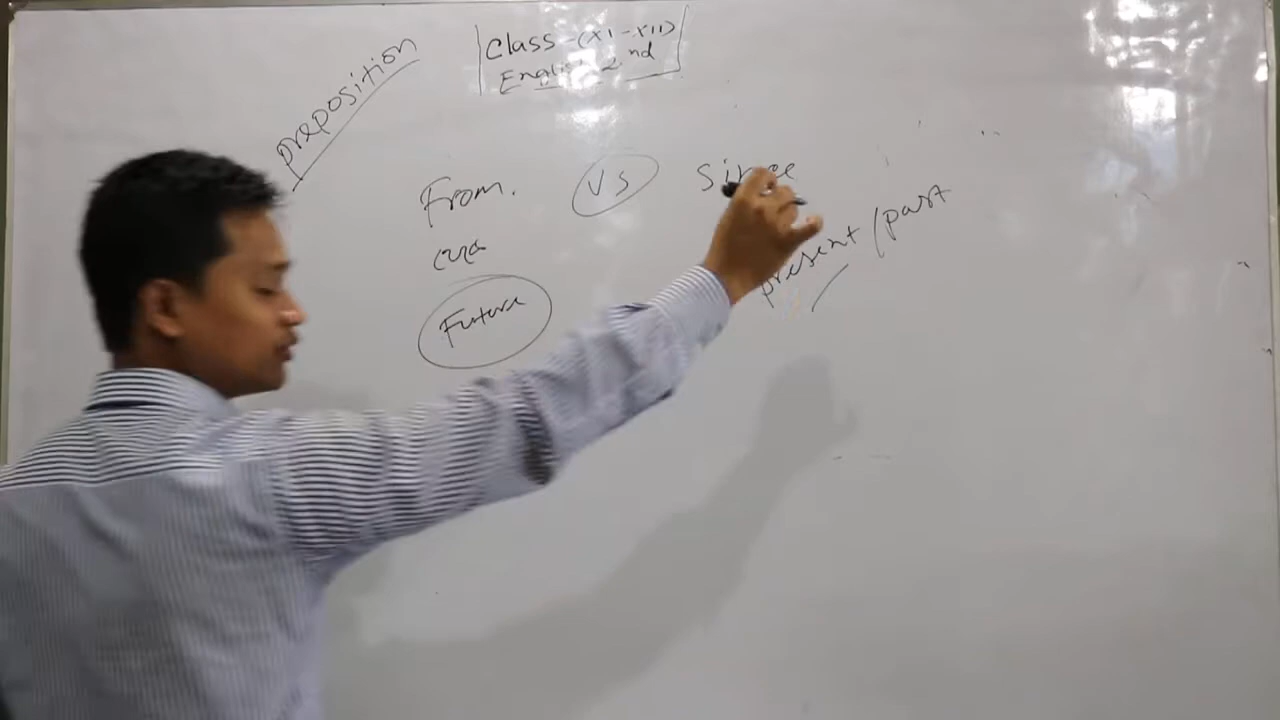 preposition
Class-(XI-XII)
English 2nd
From. VS Since
থেকে
Future
present / past